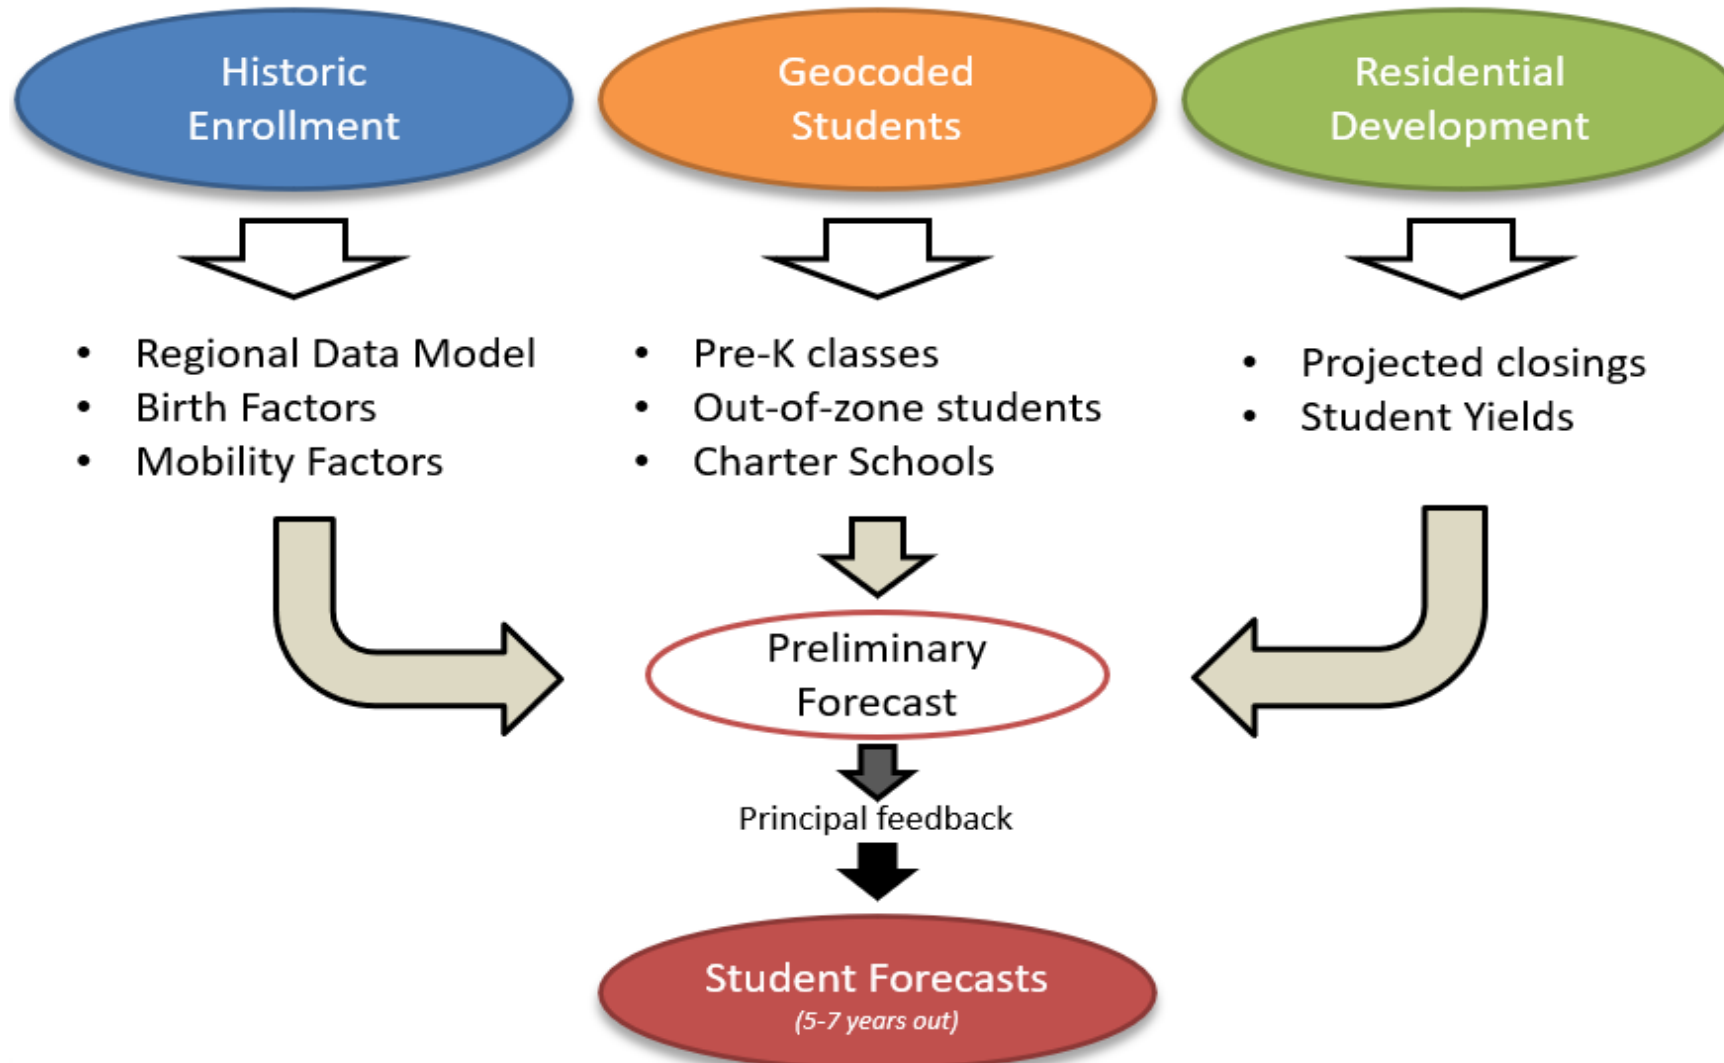 Historic
Enrollment
Geocoded
Students
Residential
Development
• Regional Data Model
• Birth Factors
• Mobility Factors
• Pre-K classes
• Out-of-zone students
• Charter Schools
• Projected closings
• Student Yields
Preliminary
Forecast
Principal feedback
Student Forecasts
(5-7 years out)